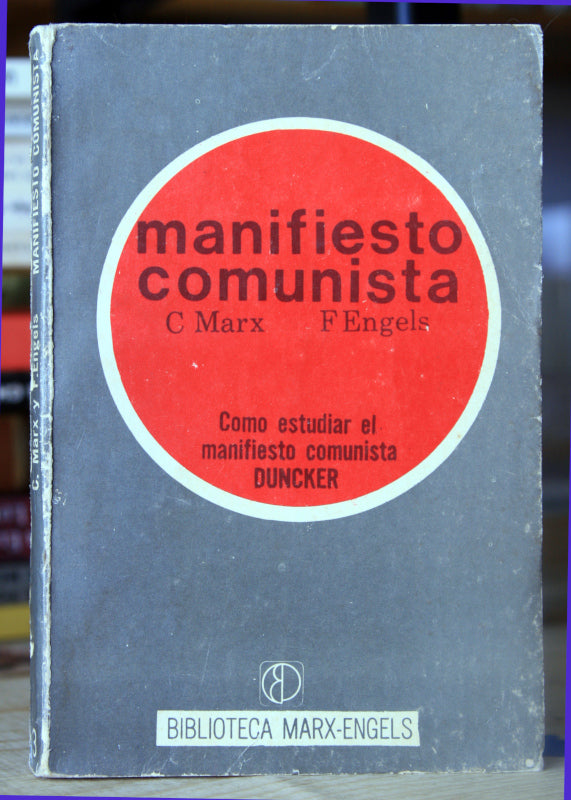 manifiesto
comunista
C Marx F Engels
Como estudiar el
manifiesto comunista
DUNCKER
BIBLIOTECA MARX-ENGELS
C. Marx y F.Engels MANIFIESTO COMUNISTA